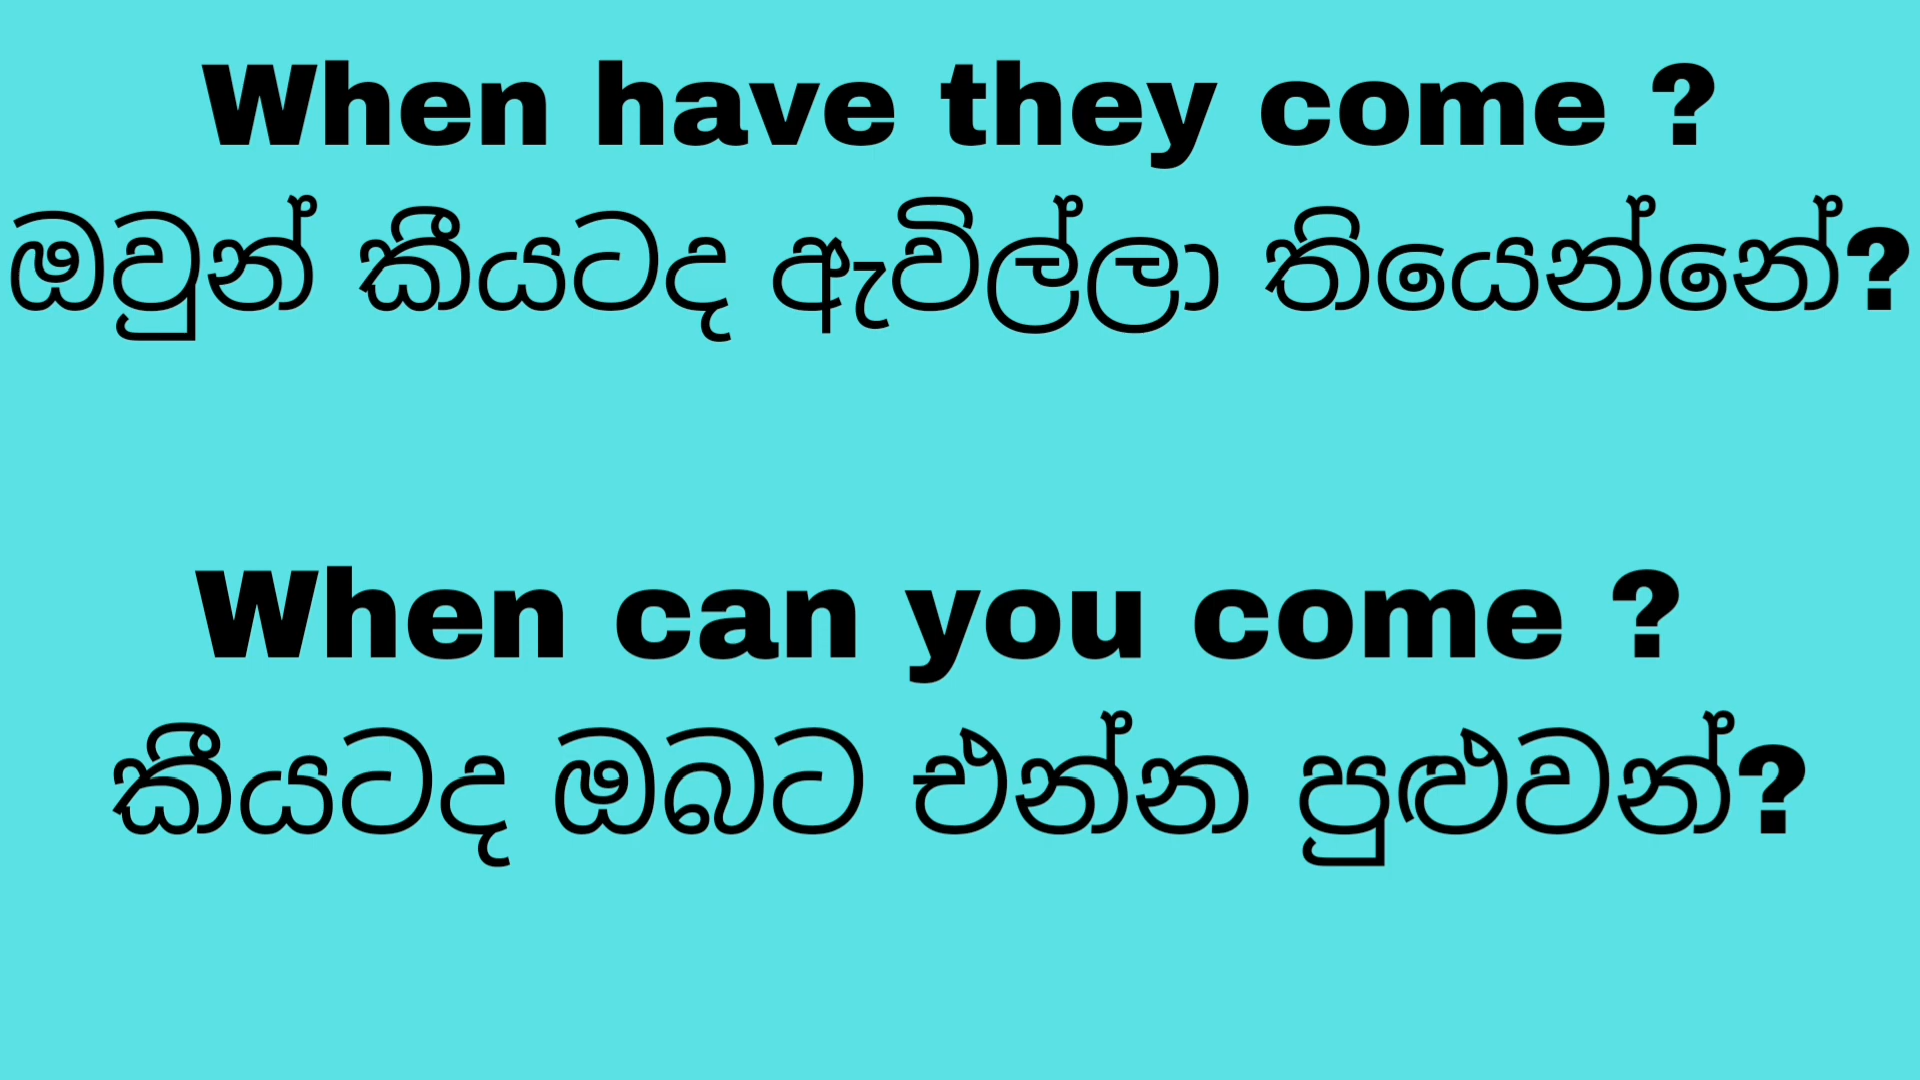 When have they come ?
ඔවුන් කීයටද ඇවිල්ලා තියෙන්නේ?
When can you come ?
කීයටද ඔබට එන්න පුළුවන්?